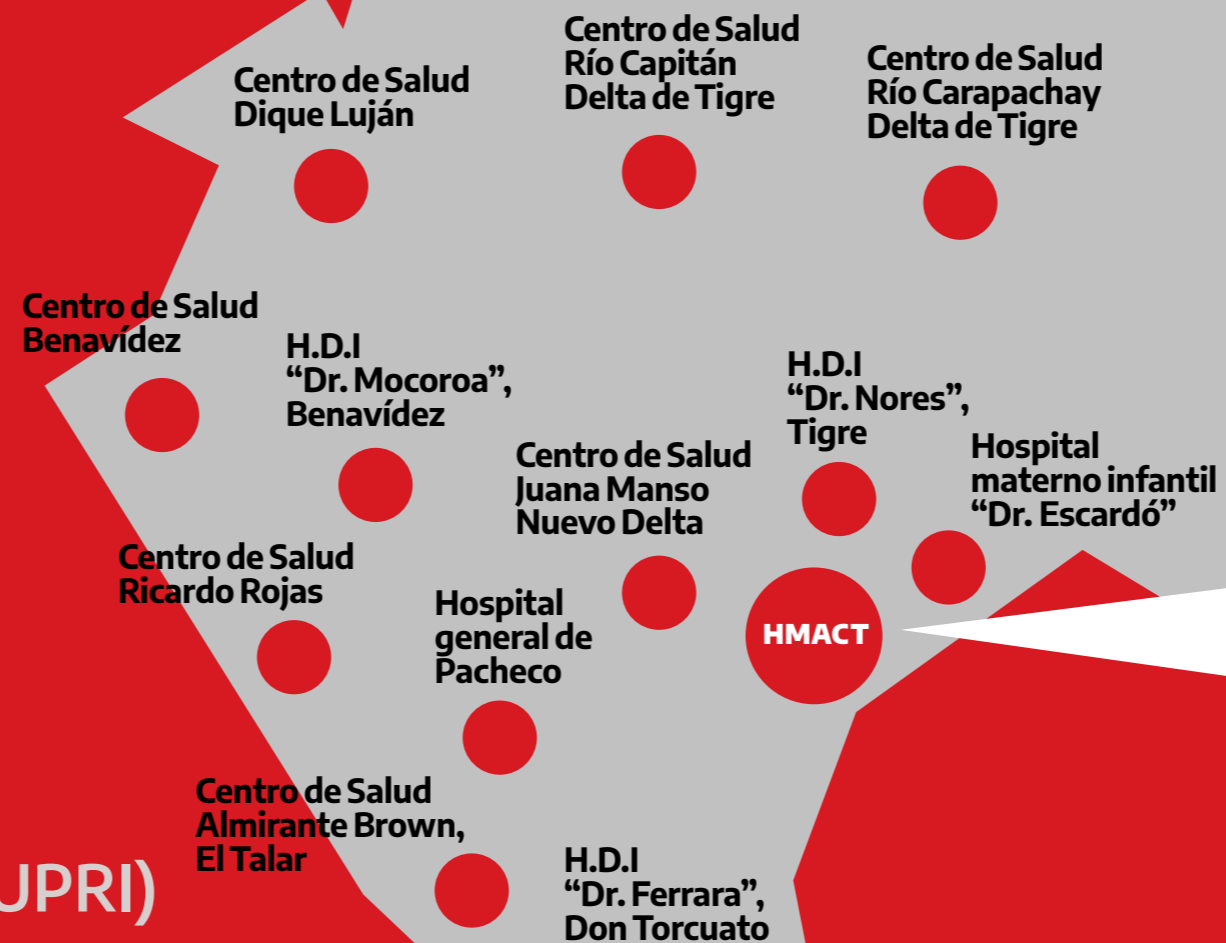 Centro de Salud
Dique Luján
Centro de Salud
Río Capitán
Delta de Tigre
Centro de Salud
Río Carapachay
Delta de Tigre
Centro de Salud
Benavídez
H.D.I
“Dr. Mocoroa”,
Benavídez
H.D.I
“Dr. Nores”,
Tigre
Centro de Salud
Juana Manso
Nuevo Delta
Hospital
materno infantil
“Dr. Escardó”
Centro de Salud
Ricardo Rojas
Hospital
general de
Pacheco
HMACT
Centro de Salud
Almirante Brown,
El Talar
H.D.I
“Dr. Ferrara”,
Don Torcuato
UPRI)